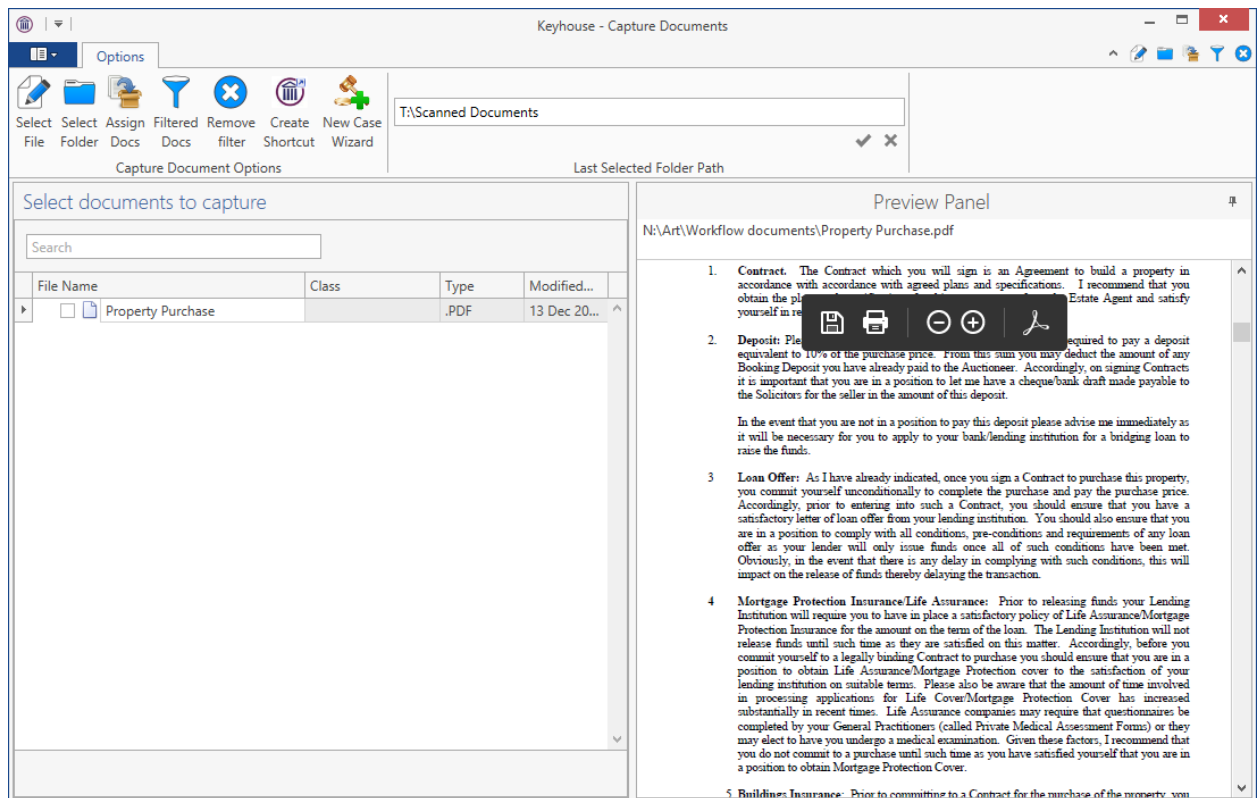 Keyhouse - Capture Documents
Options
Select File
Select Folder
Assign Docs
Filtered Docs
Remove filter
Create Shortcut
New Case Wizard
Capture Document Options
T:\Scanned Documents
Last Selected Folder Path
Select documents to capture
Search
File Name Class Type Modified...
Property Purchase .PDF 13 Dec 20...
Preview Panel
N:\Art\Workflow documents\Property Purchase.pdf
1. Contract. The Contract which you will sign is an Agreement to build a property in
accordance with accordance with agreed plans and specifications. I recommend that you
obtain the Estate Agent and satisfy
yourself in
2. Deposit: required to pay a deposit
equivalent to 10% of the purchase price. From this sum you may deduct the amount of any
Booking Deposit you have already paid to the Auctioneer. Accordingly, on signing Contracts
it is important that you are in a position to let me have a cheque/bank draft made payable to
the Solicitors for the seller in the amount of this deposit.
In the event that you are not in a position to pay this deposit please advise me immediately as
it will be necessary for you to apply to your bank/lending institution for a bridging loan to
raise the funds.
3 Loan Offer: As I have already indicated, once you sign a Contract to purchase this property,
you commit yourself unconditionally to complete the purchase and pay the purchase price.
Accordingly, prior to entering into such a Contract, you should ensure that you have a
satisfactory letter of loan offer from your lending institution. You should also ensure that you
are in a position to comply with all conditions, pre-conditions and requirements of any loan
offer as your lender will only issue funds once all of such conditions have been met.
Obviously, in the event that there is any delay in complying with such conditions, this will
impact on the release of funds thereby delaying the transaction.
4 Mortgage Protection Insurance/Life Assurance: Prior to releasing funds your Lending
Institution will require you to have in place a satisfactory policy of Life Assurance/Mortgage
Protection Insurance for the amount on the term of the loan. The Lending Institution will not
release funds until such time as they are satisfied on this matter. Accordingly, before you
commit yourself to a legally binding Contract to purchase you should ensure that you are in a
position to obtain Life Assurance/Mortgage Protection cover to the satisfaction of your
lending institution on suitable terms. Please also be aware that the amount of time involved
in processing applications for Life Cover/Mortgage Protection Cover has increased
substantially in recent times. Life Assurance companies may require that questionnaires be
completed by your General Practitioners (called Private Medical Assessment Forms) or they
may elect to have you undergo a medical examination. Given these factors, I recommend that
you do not commit to a purchase until such time as you have satisfied yourself that you are in
a position to obtain Mortgage Protection Cover.
5. Buildings Insurance: Prior to committing to a Contract for the purchase of the property, you